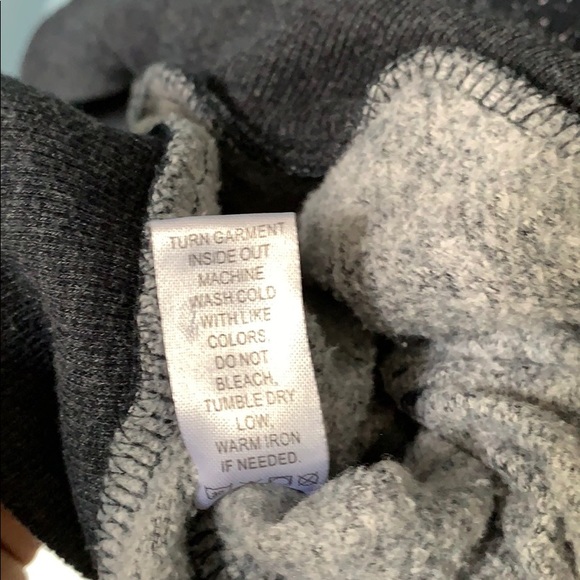 TURN GARMENT
INSIDE OUT
MACHINE
WASH COLD
WITH LIKE
COLORS.
DO NOT
BLEACH,
TUMBLE DRY
LOW,
WARM IRON
IF NEEDED.